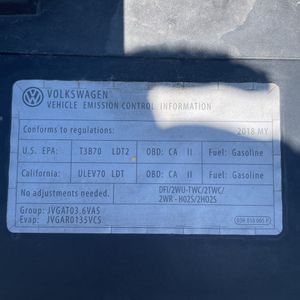 VOLKSWAGEN
VEHICLE EMISSION CONTROL INFORMATION
Conforms to regulations: 2018 MY
U.S. EPA: T3B70 LDT2 OBD: CA II Fuel: Gasoline
California: ULEV70 LDT OBD: CA II Fuel: Gasoline
No adjustments needed. DFI/2WU-TWC/2TWC/
2WR - HO2S/2HO2S
Group: JVGAT03.6VAS
Evap: JVGAR0135VCS